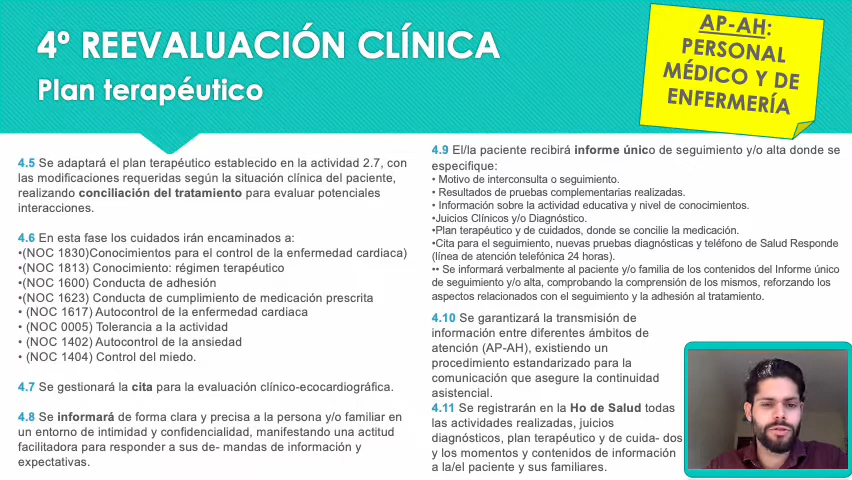 4º REEVALUACIÓN CLÍNICA
Plan terapéutico
AP-AH:
PERSONAL
MÉDICO Y DE
ENFERMERÍA
4.5 Se adaptará el plan terapéutico establecido en la actividad 2.7, con
las modificaciones requeridas según la situación clínica del paciente,
realizando conciliación del tratamiento para evaluar potenciales
interacciones.
4.6 En esta fase los cuidados irán encaminados a:
•(NOC 1830)Conocimientos para el control de la enfermedad cardiaca)
•(NOC 1813) Conocimiento: régimen terapéutico
•(NOC 1600) Conducta de adhesión
•(NOC 1623) Conducta de cumplimiento de medicación prescrita
• (NOC 1617) Autocontrol de la enfermedad cardiaca
• (NOC 0005) Tolerancia a la actividad
• (NOC 1402) Autocontrol de la ansiedad
• (NOC 1404) Control del miedo.
4.7 Se gestionará la cita para la evaluación clínico-ecocardiográfica.
4.8 Se informará de forma clara y precisa a la persona y/o familiar en
un entorno de intimidad y confidencialidad, manifestando una actitud
facilitadora para responder a sus de- mandas de información y
expectativas.
4.9 El/la paciente recibirá informe único de seguimiento y/o alta donde se
especifique:
• Motivo de interconsulta o seguimiento.
• Resultados de pruebas complementarias realizadas.
• Información sobre la actividad educativa y nivel de conocimientos.
•Juicios Clínicos y/o Diagnóstico.
•Plan terapéutico y de cuidados, donde se concilie la medicación.
•Cita para el seguimiento, nuevas pruebas diagnósticas y teléfono de Salud Responde
(línea de atención telefónica 24 horas).
•• Se informará verbalmente al paciente y/o familia de los contenidos del Informe único
de seguimiento y/o alta, comprobando la comprensión de los mismos, reforzando los
aspectos relacionados con el seguimiento y la adhesión al tratamiento.
4.10 Se garantizará la transmisión de
información entre diferentes ámbitos de
atención (AP-AH), existiendo un
procedimiento estandarizado para la
comunicación que asegure la continuidad
asistencial.
4.11 Se registrarán en la Ho de Salud todas
las actividades realizadas, juicios
diagnósticos, plan terapéutico y de cuida- dos
y los momentos y contenidos de información
a la/el paciente y sus familiares.